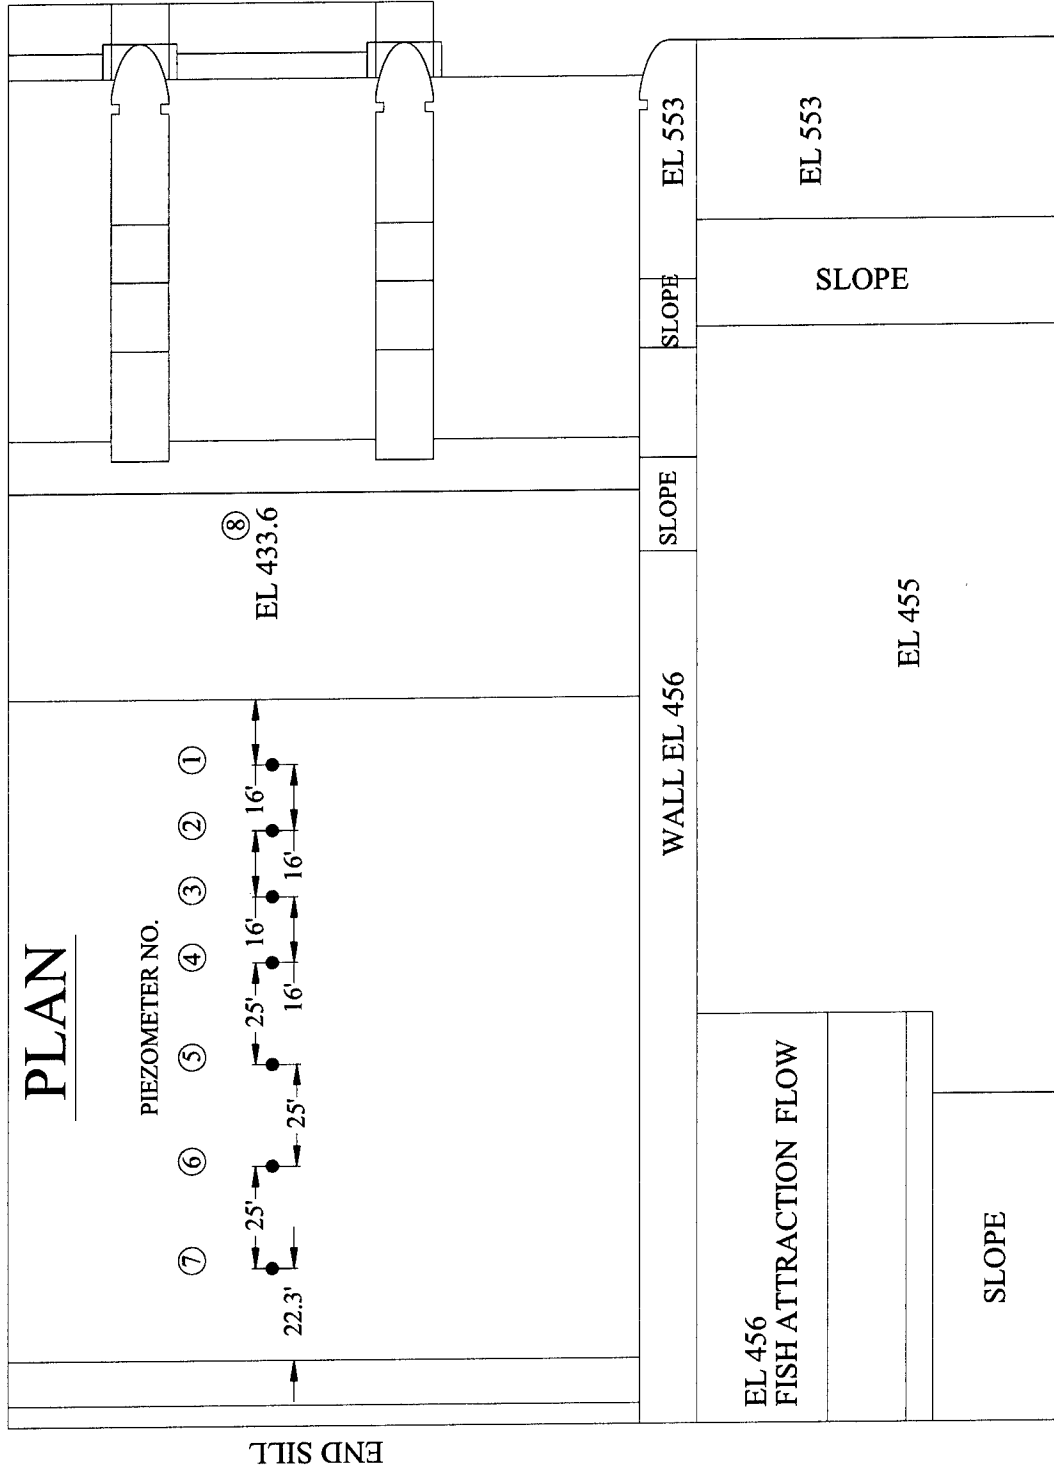 PLAN
PIEZOMETER NO.
7
6
5
4
3
2
1
22.3'
25'
25'
25'
16'
16'
16'
16'
8
EL 433.6
END SILL
WALL EL 456
SLOPE
SLOPE
EL 553
EL 456
FISH ATTRACTION FLOW
EL 455
SLOPE
EL 553
SLOPE